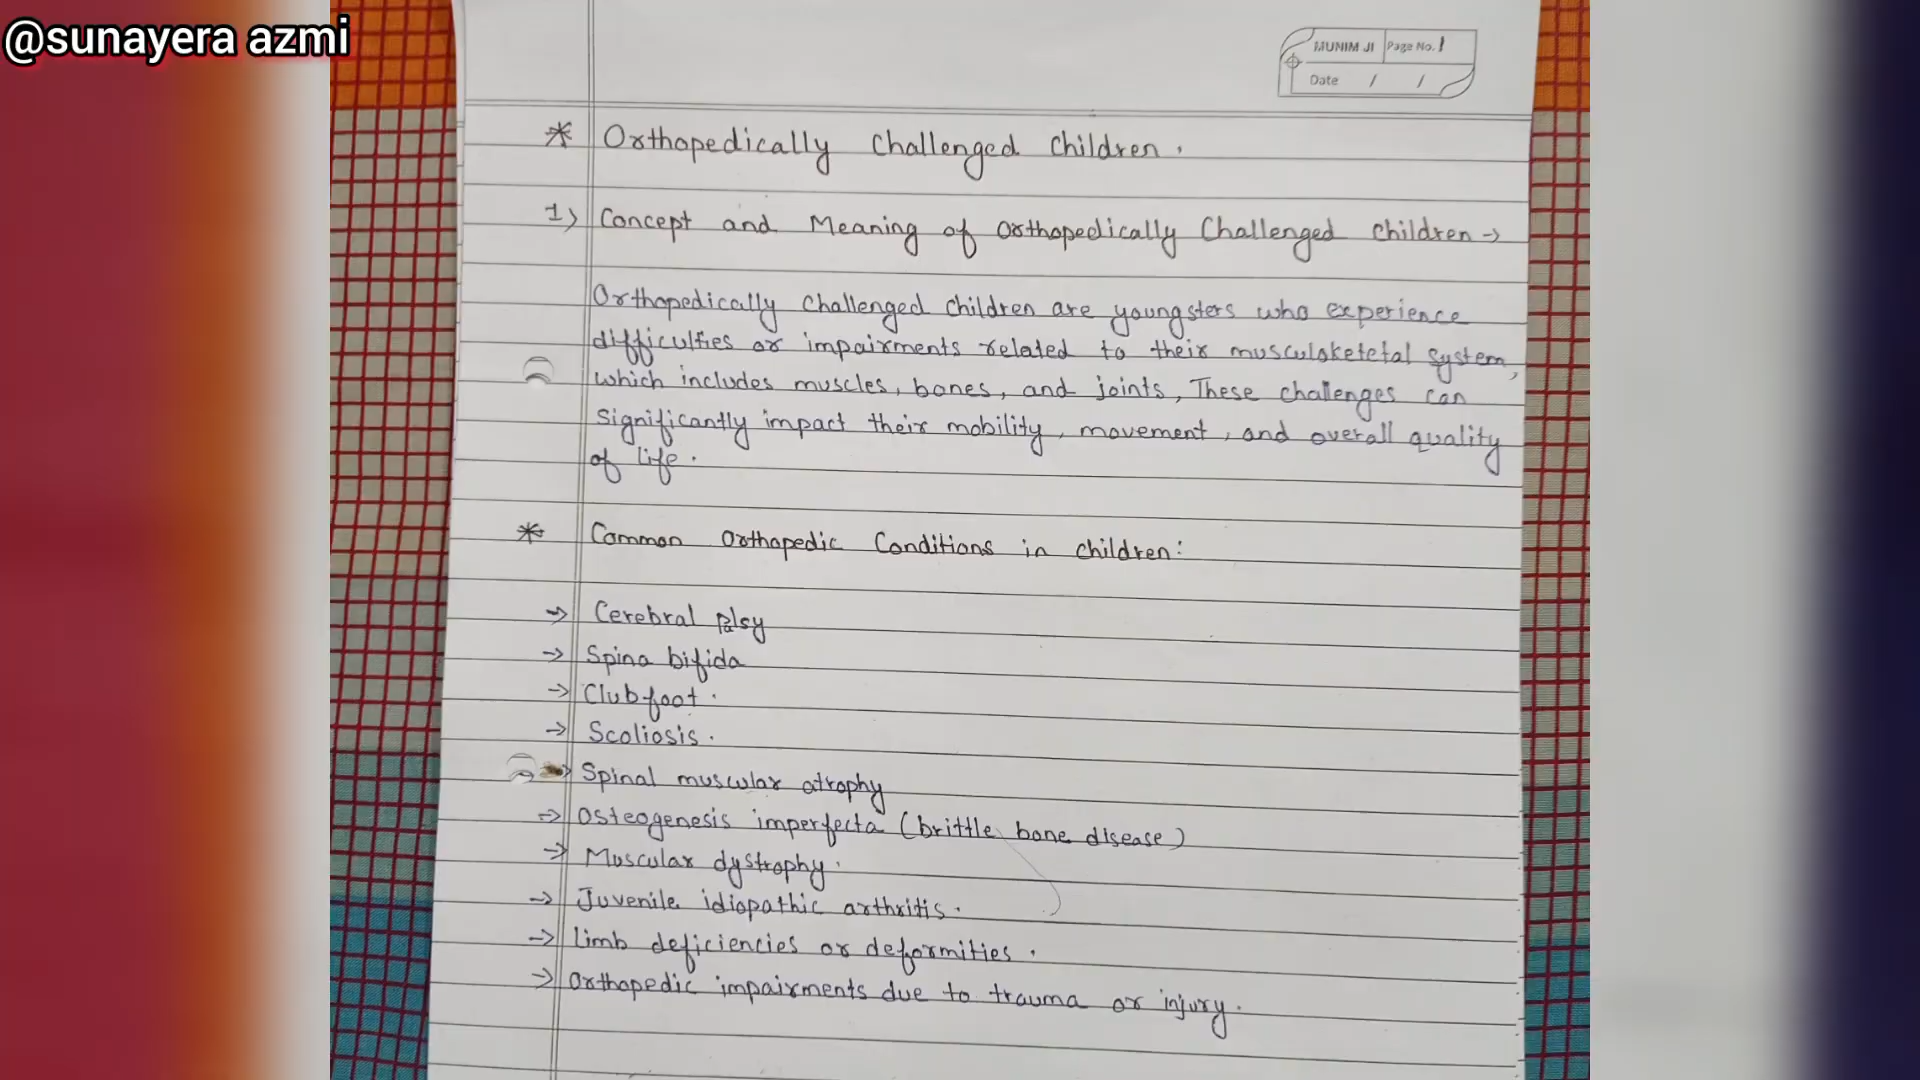 @sunayera azmi
MUNIM JI Page No. 1
Date / /
* Orthopedically Challenged Children.
1) Concept and Meaning of Orthopedically Challenged Children →
Orthopedically challenged children are youngsters who experience
difficulties or impairments related to their musculoketetal system,
which includes muscles, bones, and joints, These challenges can
significantly impact their mobility, movement, and overall quality
of life.
* Common Orthopedic Conditions in children:
→ Cerebral Palsy
→ Spina bifida
→ Clubfoot.
→ Scoliosis.
→ Spinal muscular atrophy
→ Osteogenesis imperfecta (brittle bone disease)
→ Muscular dystrophy.
→ Juvenile idiopathic arthritis.
→ Limb deficiencies or deformities.
→ Orthopedic impairments due to trauma or injury.